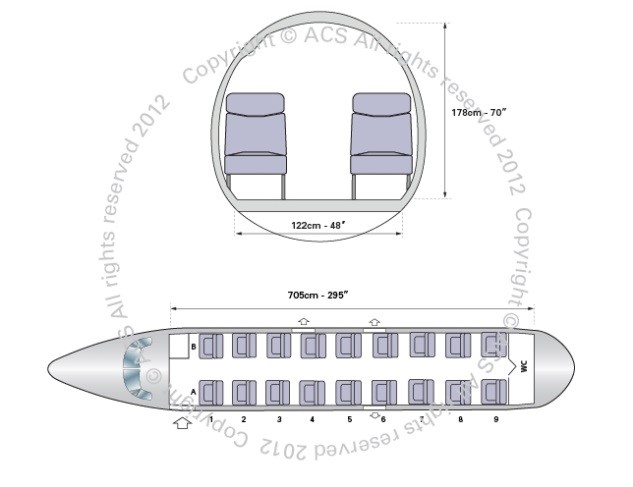 Copyright © ACS All rights reserved 2012 Copyright © ACS All rights reserved 2012 Copyright © ACS All rights reserved 2012
178cm - 70"
122cm - 48"
705cm - 295"
B
WC
A
1 2 3 4 5 6 7 8 9